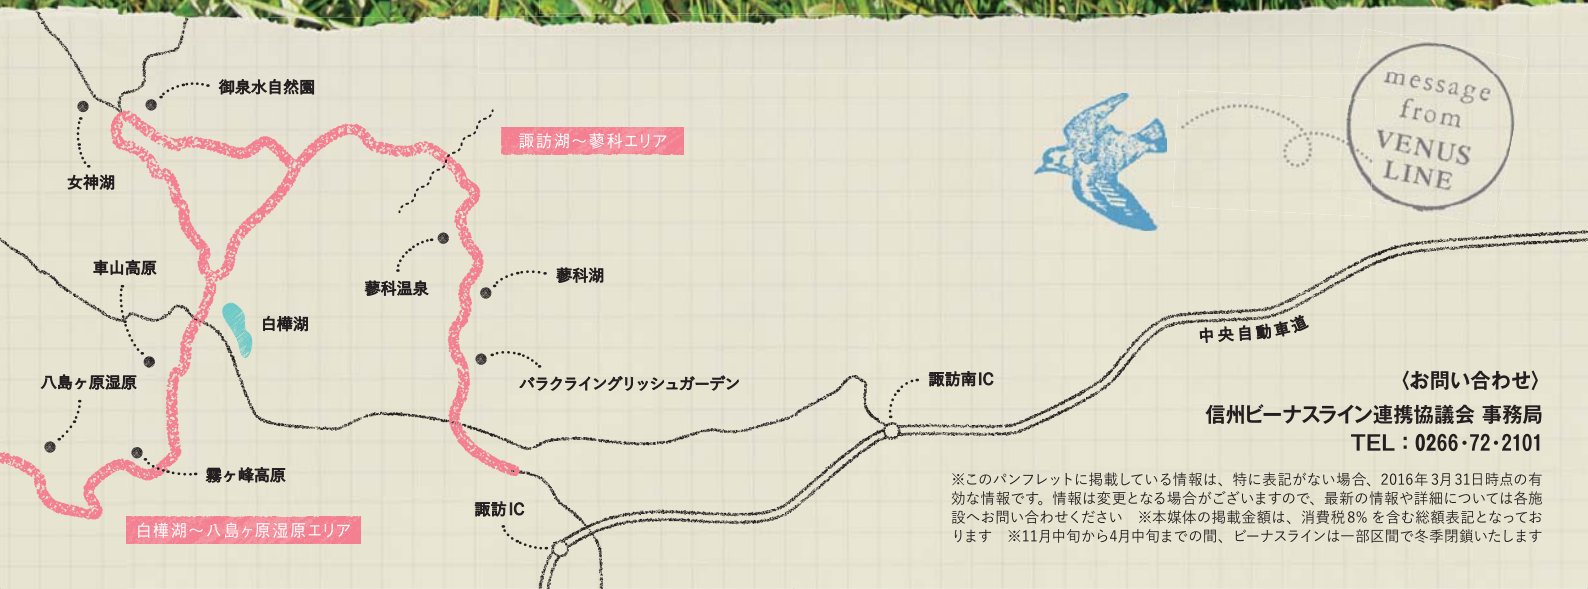 御泉水自然園
女神湖
諏訪湖～蓼科エリア
message
from
VENUS
LINE
車山高原
蓼科温泉
蓼科湖
白樺湖
中央自動車道
八島ヶ原湿原
バラクライングリッシュガーデン
諏訪南IC
霧ヶ峰高原
諏訪IC
白樺湖～八島ヶ原湿原エリア
〈お問い合わせ〉
信州ビーナスライン連携協議会 事務局
TEL：0266･72･2101
※このパンフレットに掲載している情報は、特に表記がない場合、2016年3月31日時点の有
効な情報です。情報は変更となる場合がございますので、最新の情報や詳細については各施
設へお問い合わせください　※本媒体の掲載金額は、消費税8%を含む総額表記となってお
ります　※11月中旬から4月中旬までの間、ビーナスラインは一部区間で冬季閉鎖いたします